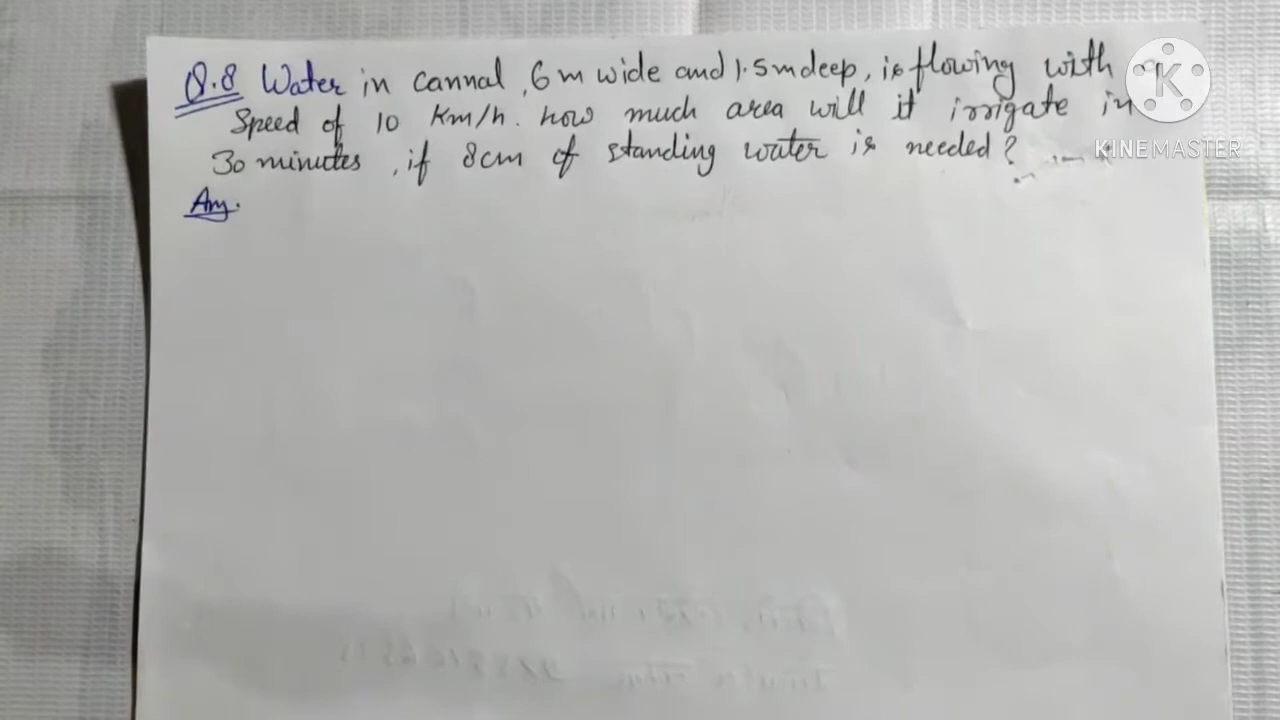 Q.8 Water in cannal, 6m wide and 1.5m deep, is flowing with a
Speed of 10 Km/h. how much area will it irrigate in
30 minutes, if 8cm of standing water is needed?
Ans.
KINEMASTER